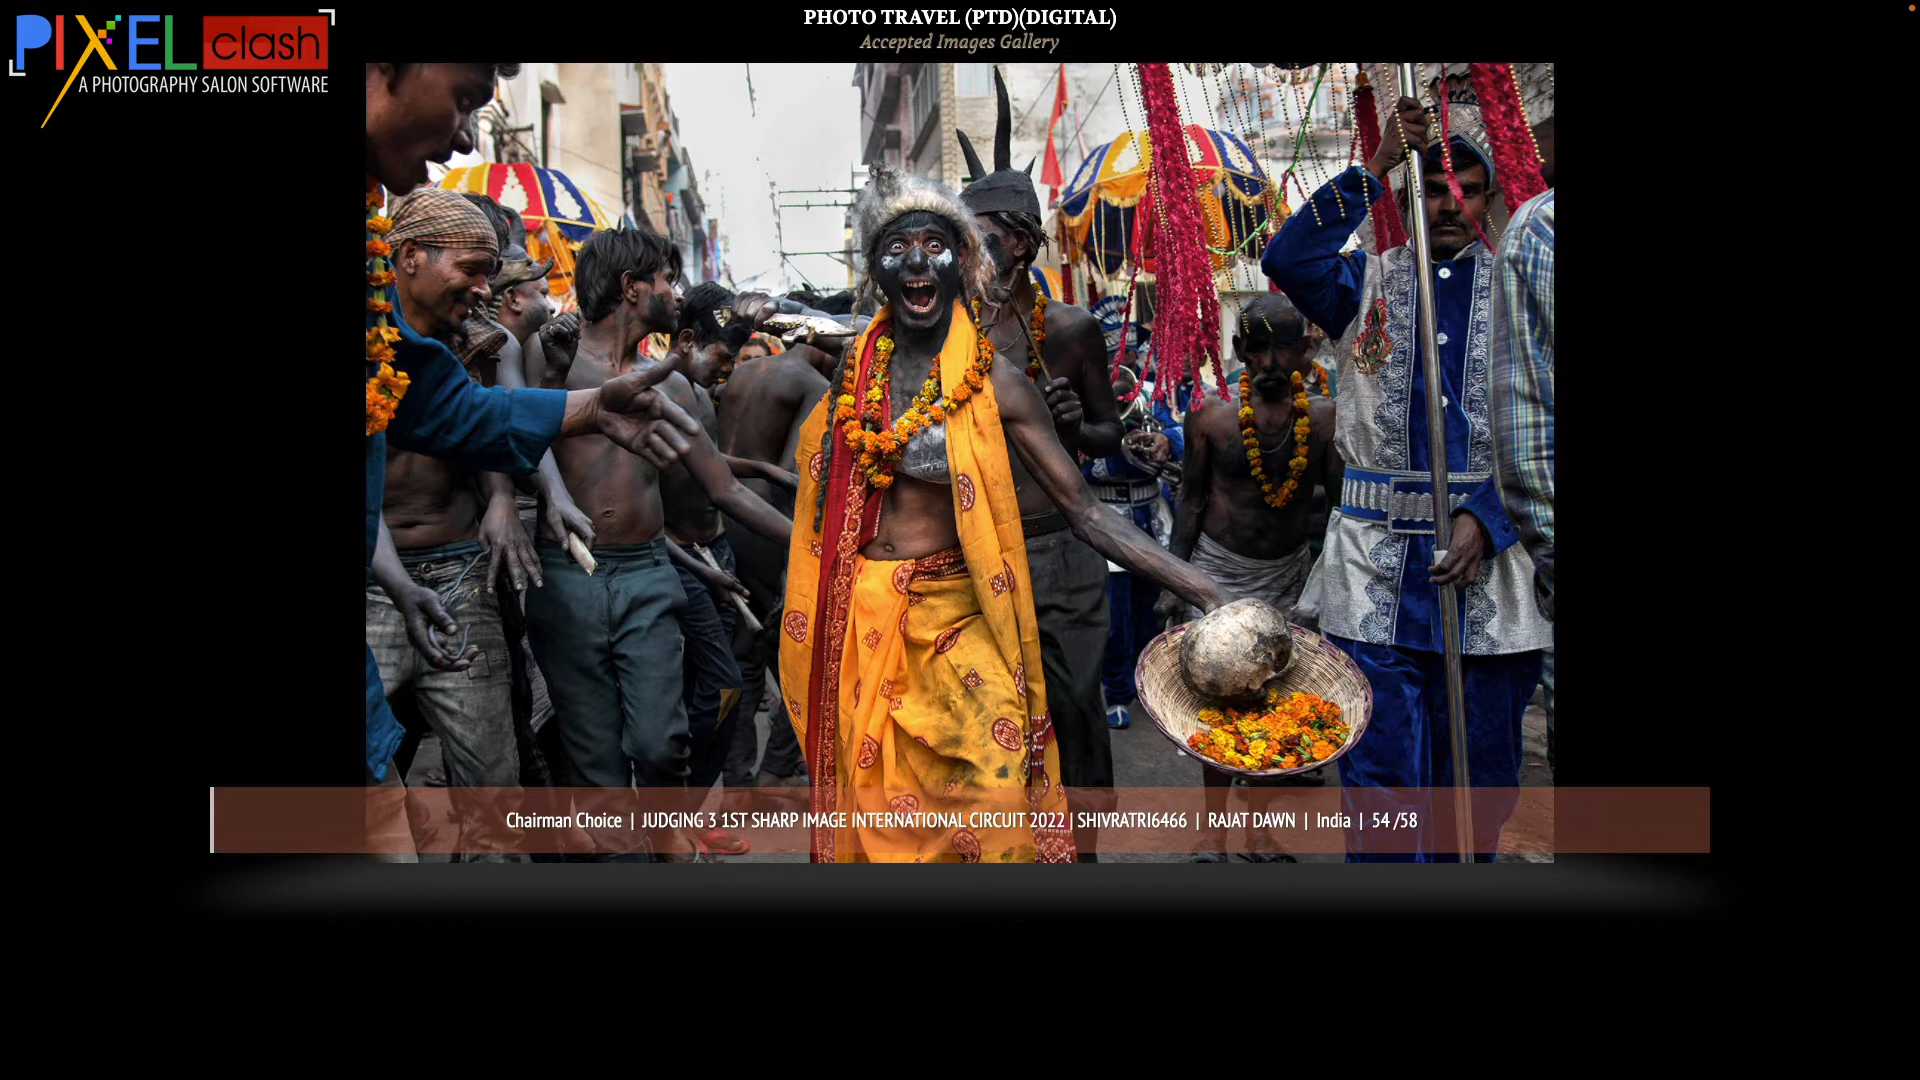 PIXEL clash
A PHOTOGRAPHY SALON SOFTWARE
PHOTO TRAVEL (PTD)(DIGITAL)
Accepted Images Gallery
Chairman Choice | JUDGING 3 1ST SHARP IMAGE INTERNATIONAL CIRCUIT 2022 | SHIVRATRI6466 | RAJAT DAWN | India | 54 /58